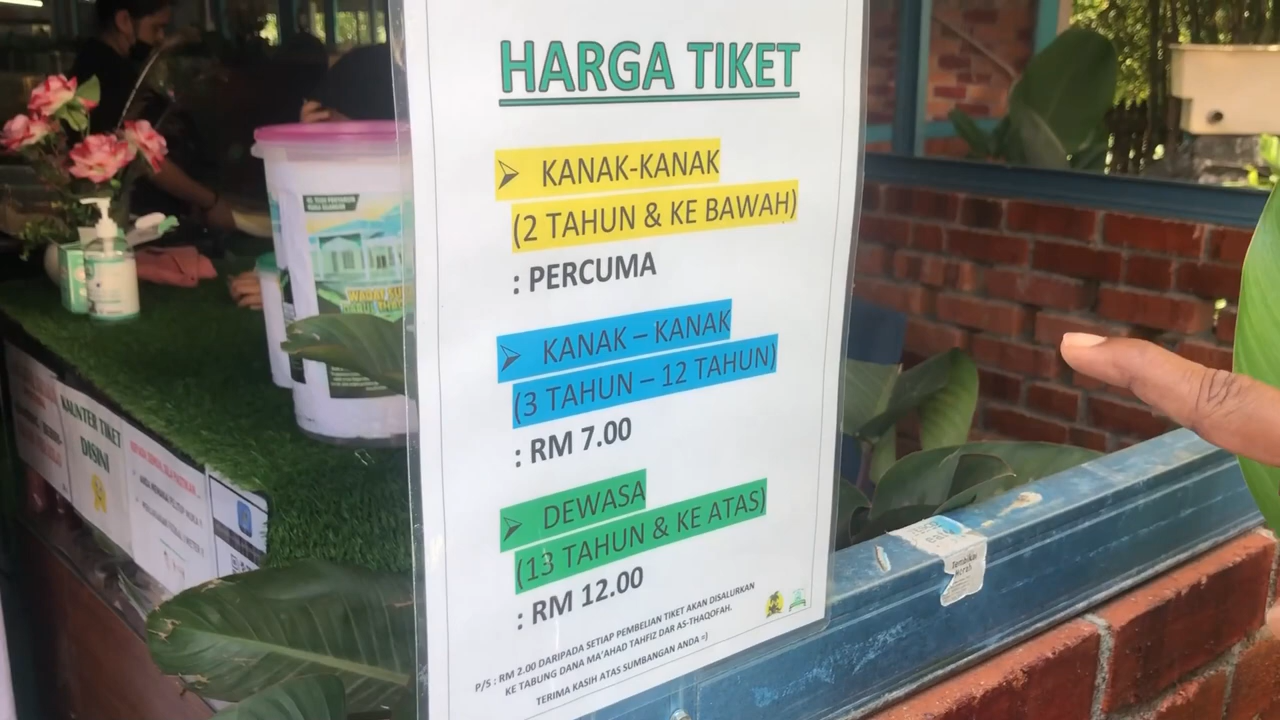 HARGA TIKET
➢ KANAK-KANAK
(2 TAHUN & KE BAWAH)
: PERCUMA
➢ KANAK – KANAK
(3 TAHUN – 12 TAHUN)
: RM 7.00
➢ DEWASA
(13 TAHUN & KE ATAS)
: RM 12.00
P/S : RM 2.00 DARIPADA SETIAP PEMBELIAN TIKET AKAN DISALURKAN
KE TABUNG DANA MA'AHAD TAHFIZ DAR AS-THAQOFAH.
TERIMA KASIH ATAS SUMBANGAN ANDA =)
KAUNTER TIKET
DISINI